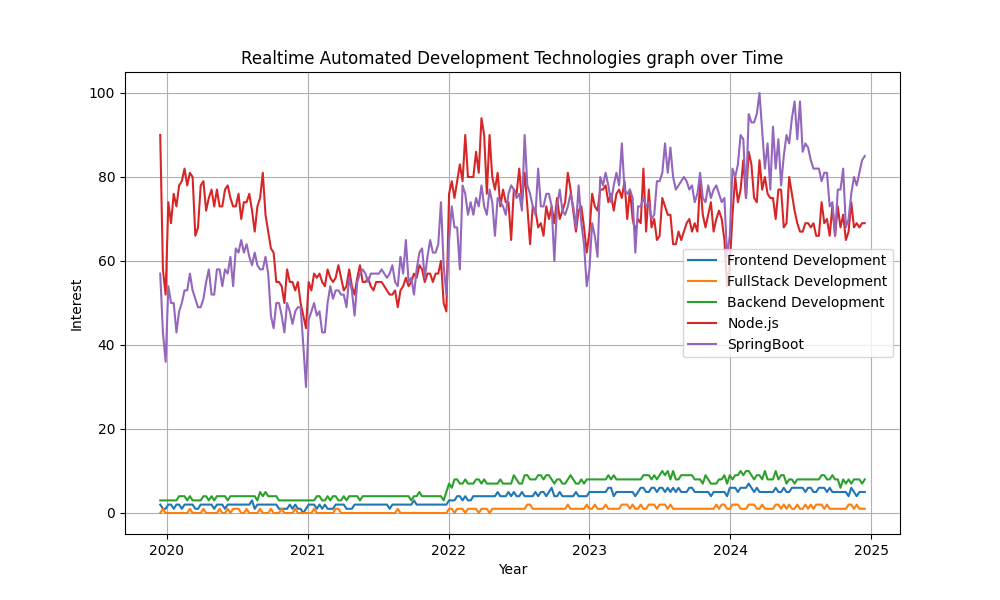 Realtime Automated Development Technologies graph over Time
Interest
100
80
60
40
20
0
Frontend Development
FullStack Development
Backend Development
Node.js
SpringBoot
2020
2021
2022
2023
2024
2025
Year